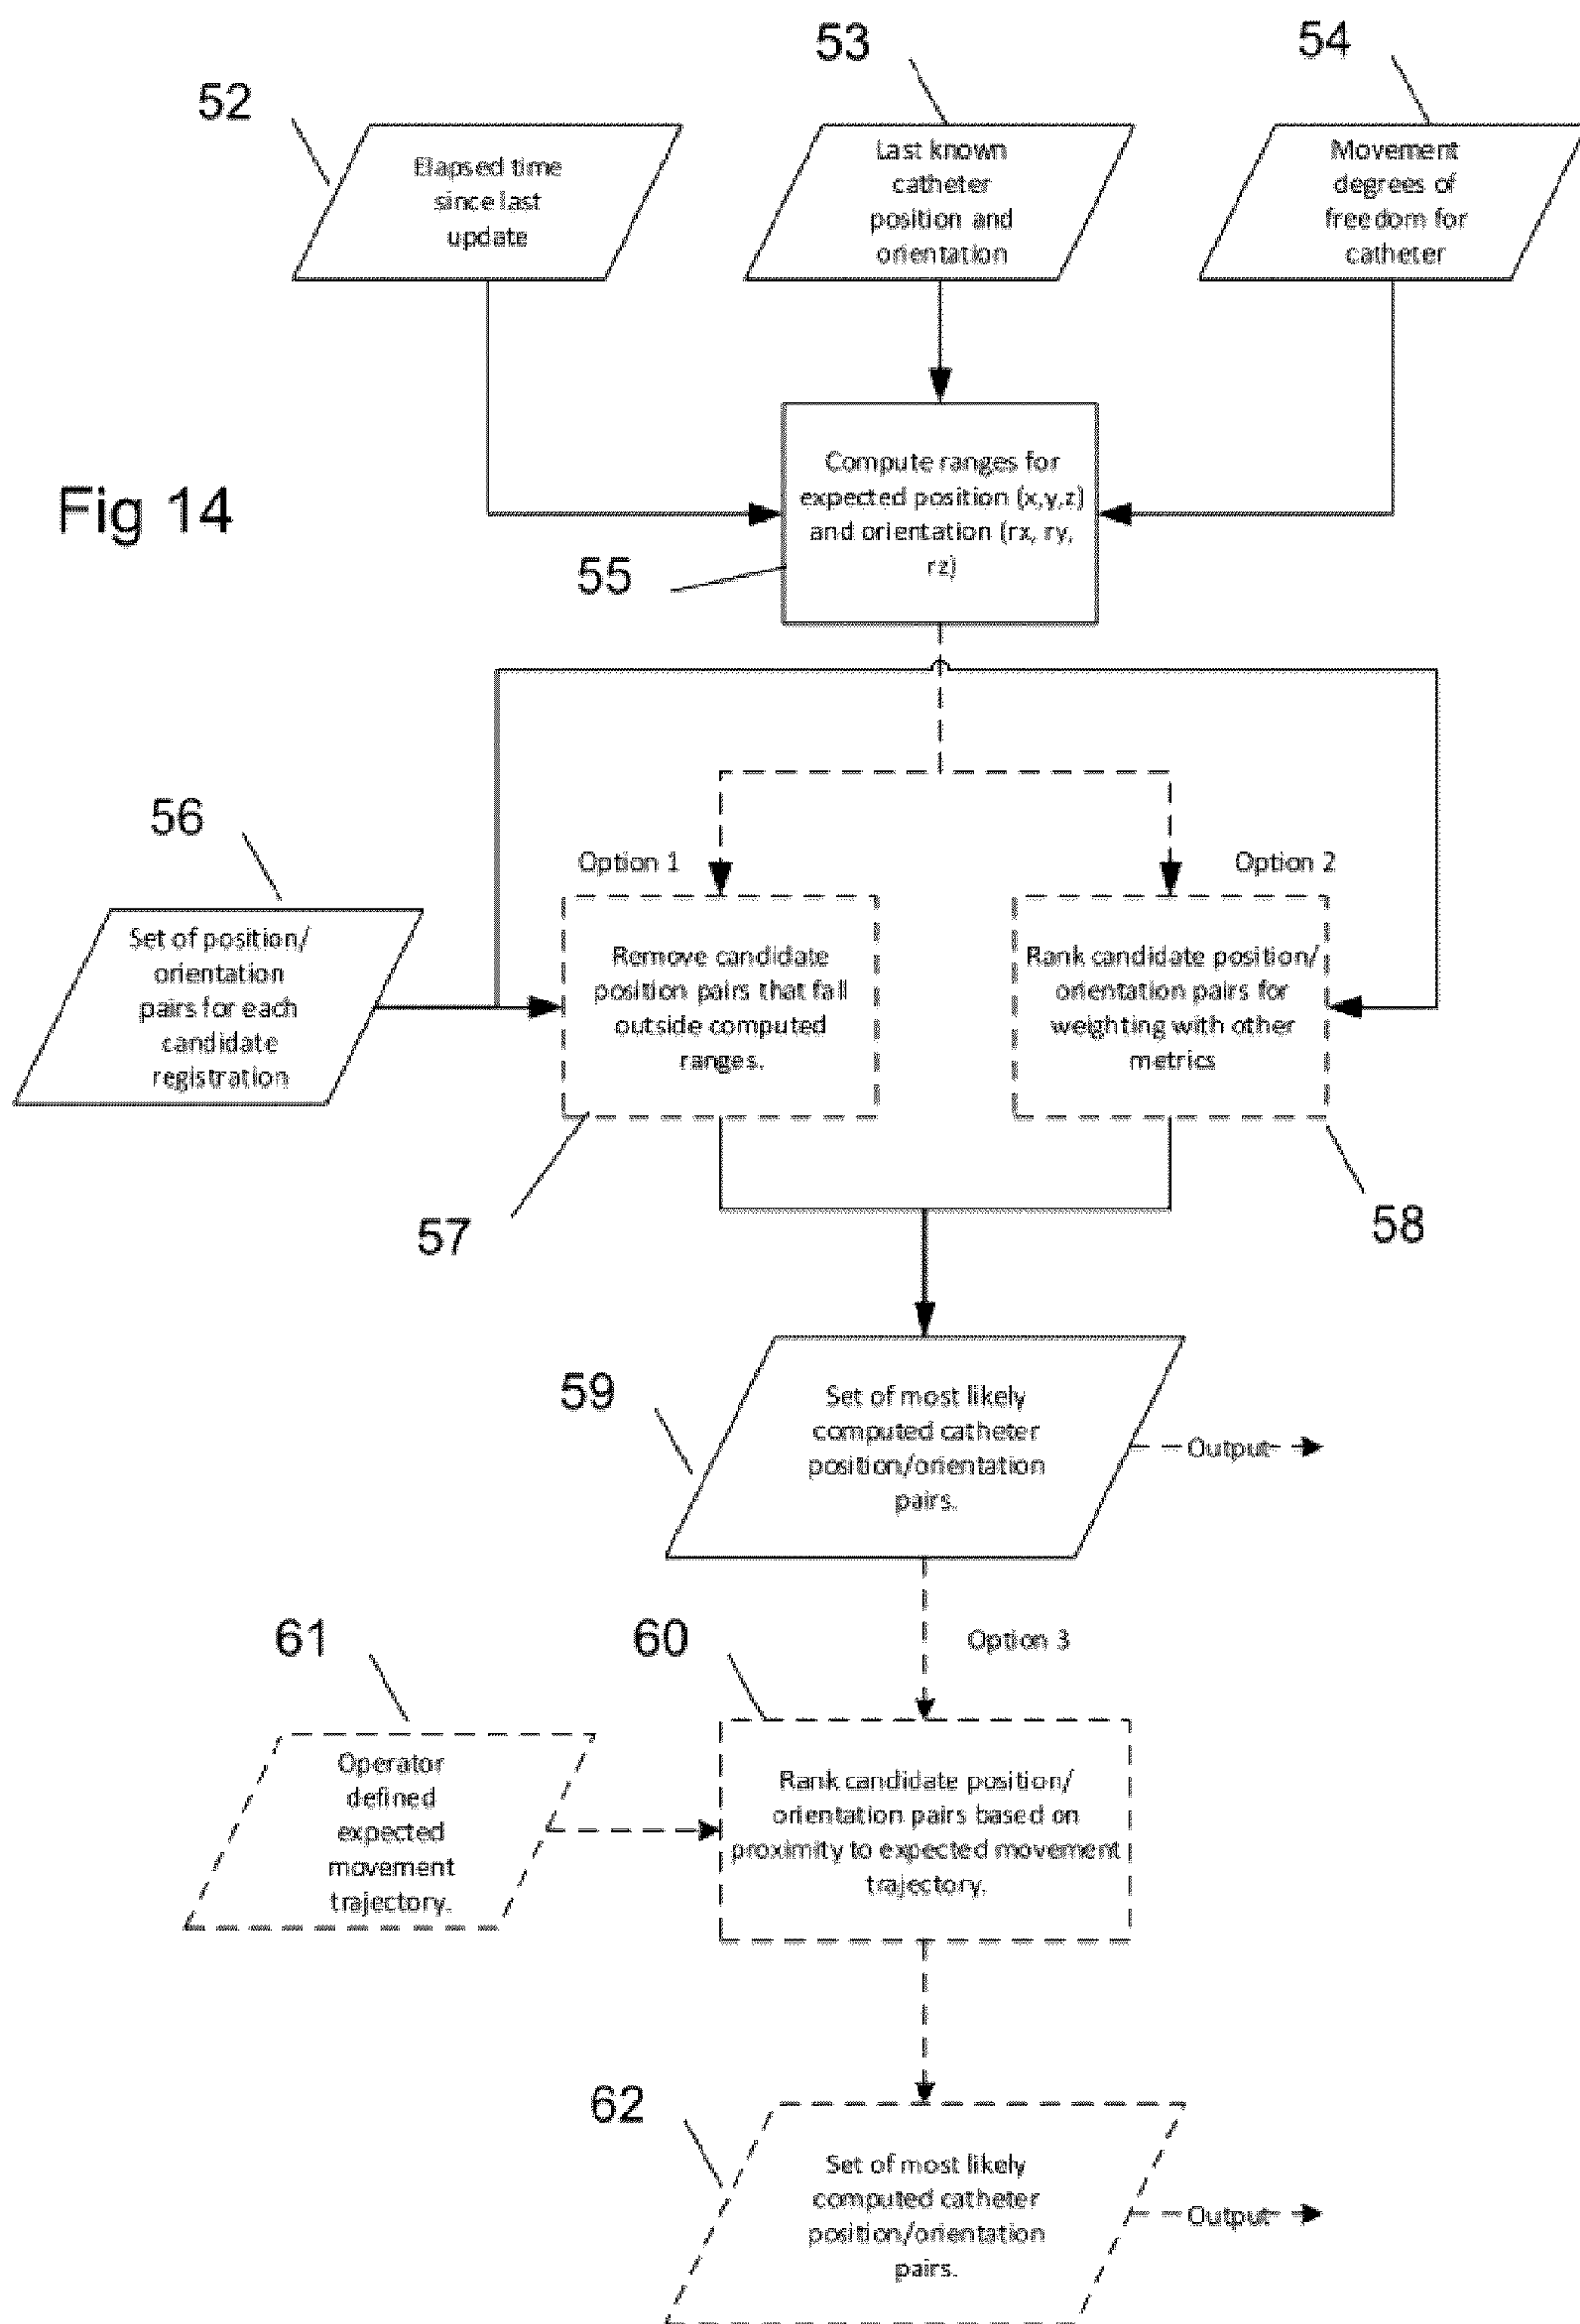 53
54
52
Elapsed time
since last
update
Last known
catheter
position and
orientation
Movement
degrees of
freedom for
catheter
Fig 14
Compute ranges for
expected position (x,y,z)
and orientation (rx, ry,
rz)
55
56
Option 1
Option 2
Set of position/
orientation
pairs for each
candidate
registration
Remove candidate
position pairs that fall
outside computed
ranges.
Rank candidate position/
orientation pairs for
weighting with other
metrics
57
58
59
Set of most likely
computed catheter
position/orientation
pairs.
Output
61
60
Option 3
Operator
defined
expected
movement
trajectory.
Rank candidate position/
orientation pairs based on
proximity to expected movement
trajectory.
62
Set of most likely
computed catheter
position/orientation
pairs.
Output